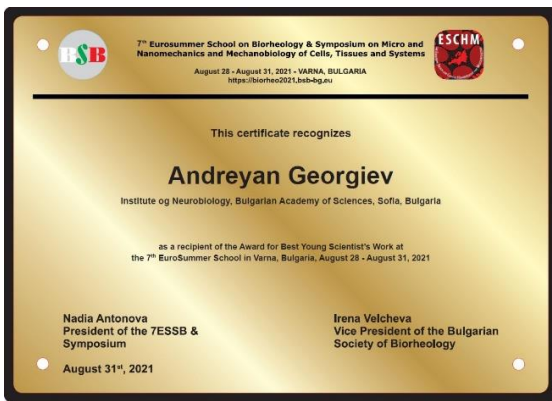 BSB
7th Eurosummer School on Biorheology & Symposium on Micro and
Nanomechanics and Mechanobiology of Cells, Tissues and Systems
ESCHM
August 28 - August 31, 2021 - VARNA, BULGARIA
https://biorheo2021,bsb-bg,eu
This certificate recognizes
Andreyan Georgiev
Institute og Neurobiology, Bulgarian Academy of Sciences, Sofia, Bulgaria
as a recipient of the Award for Best Young Scientist's Work at
the 7th EuroSummer School in Varna, Bulgaria, August 28 - August 31, 2021
Nadia Antonova
President of the 7ESSB &
Symposium
August 31st, 2021
Irena Velcheva
Vice President of the Bulgarian
Society of Biorheology